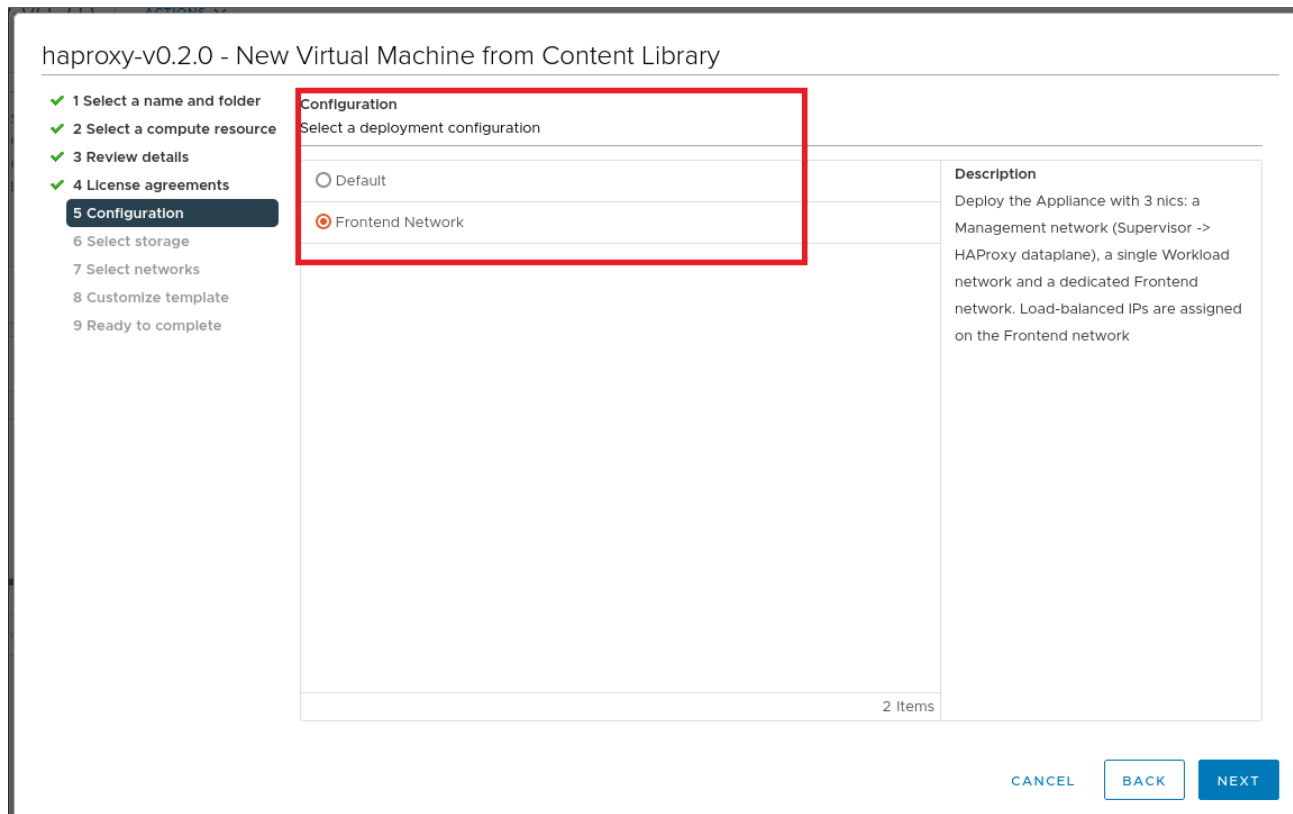 haproxy-v0.2.0 - New Virtual Machine from Content Library
1 Select a name and folder
2 Select a compute resource
3 Review details
4 License agreements
5 Configuration
6 Select storage
7 Select networks
8 Customize template
9 Ready to complete
Configuration
Select a deployment configuration
Default
Frontend Network
2 Items
Description
Deploy the Appliance with 3 nics: a
Management network (Supervisor ->
HAProxy dataplane), a single Workload
network and a dedicated Frontend
network. Load-balanced IPs are assigned
on the Frontend network
CANCEL
BACK
NEXT